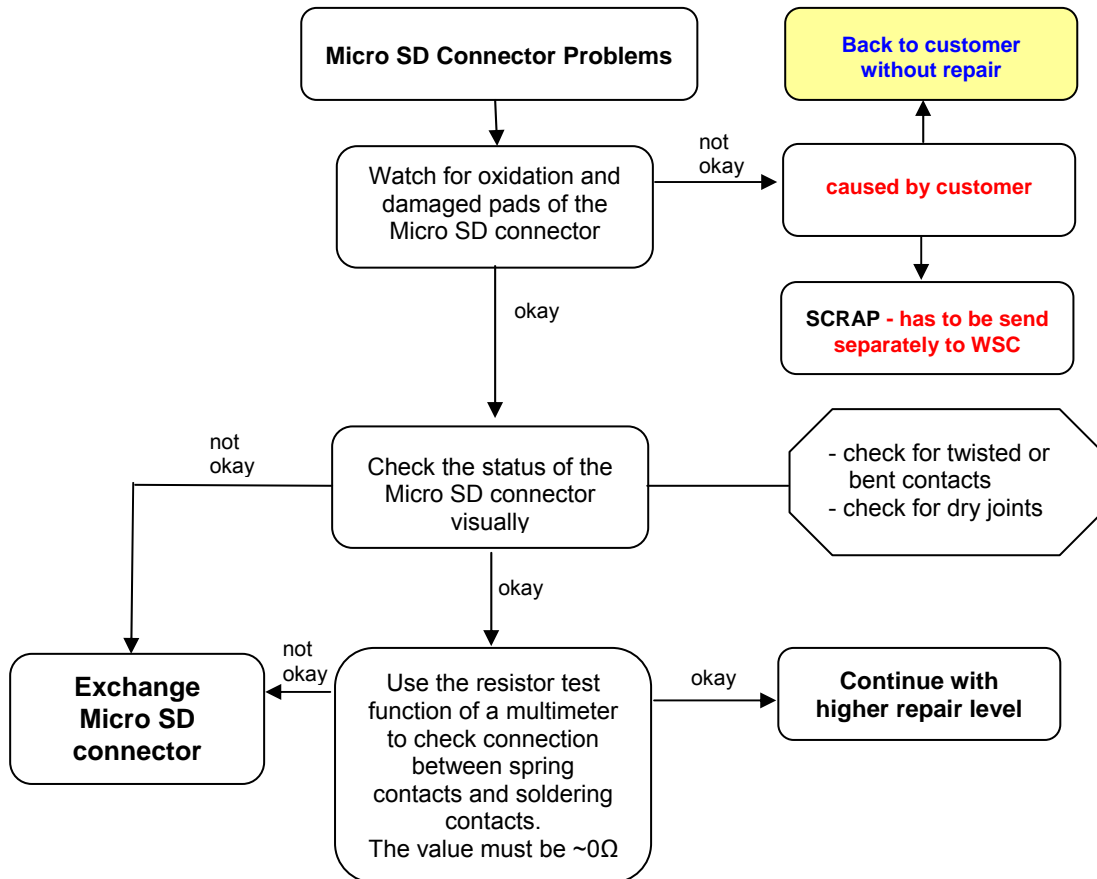 Micro SD Connector Problems
Back to customer
without repair
not
okay
Watch for oxidation and
damaged pads of the
Micro SD connector
caused by customer
okay
SCRAP - has to be send
separately to WSC
not
okay
Check the status of the
Micro SD connector
visually
- check for twisted or
bent contacts
- check for dry joints
okay
not
okay
Exchange
Micro SD
connector
Use the resistor test
function of a multimeter
to check connection
between spring
contacts and soldering
contacts.
The value must be ~0Ω
okay
Continue with
higher repair level